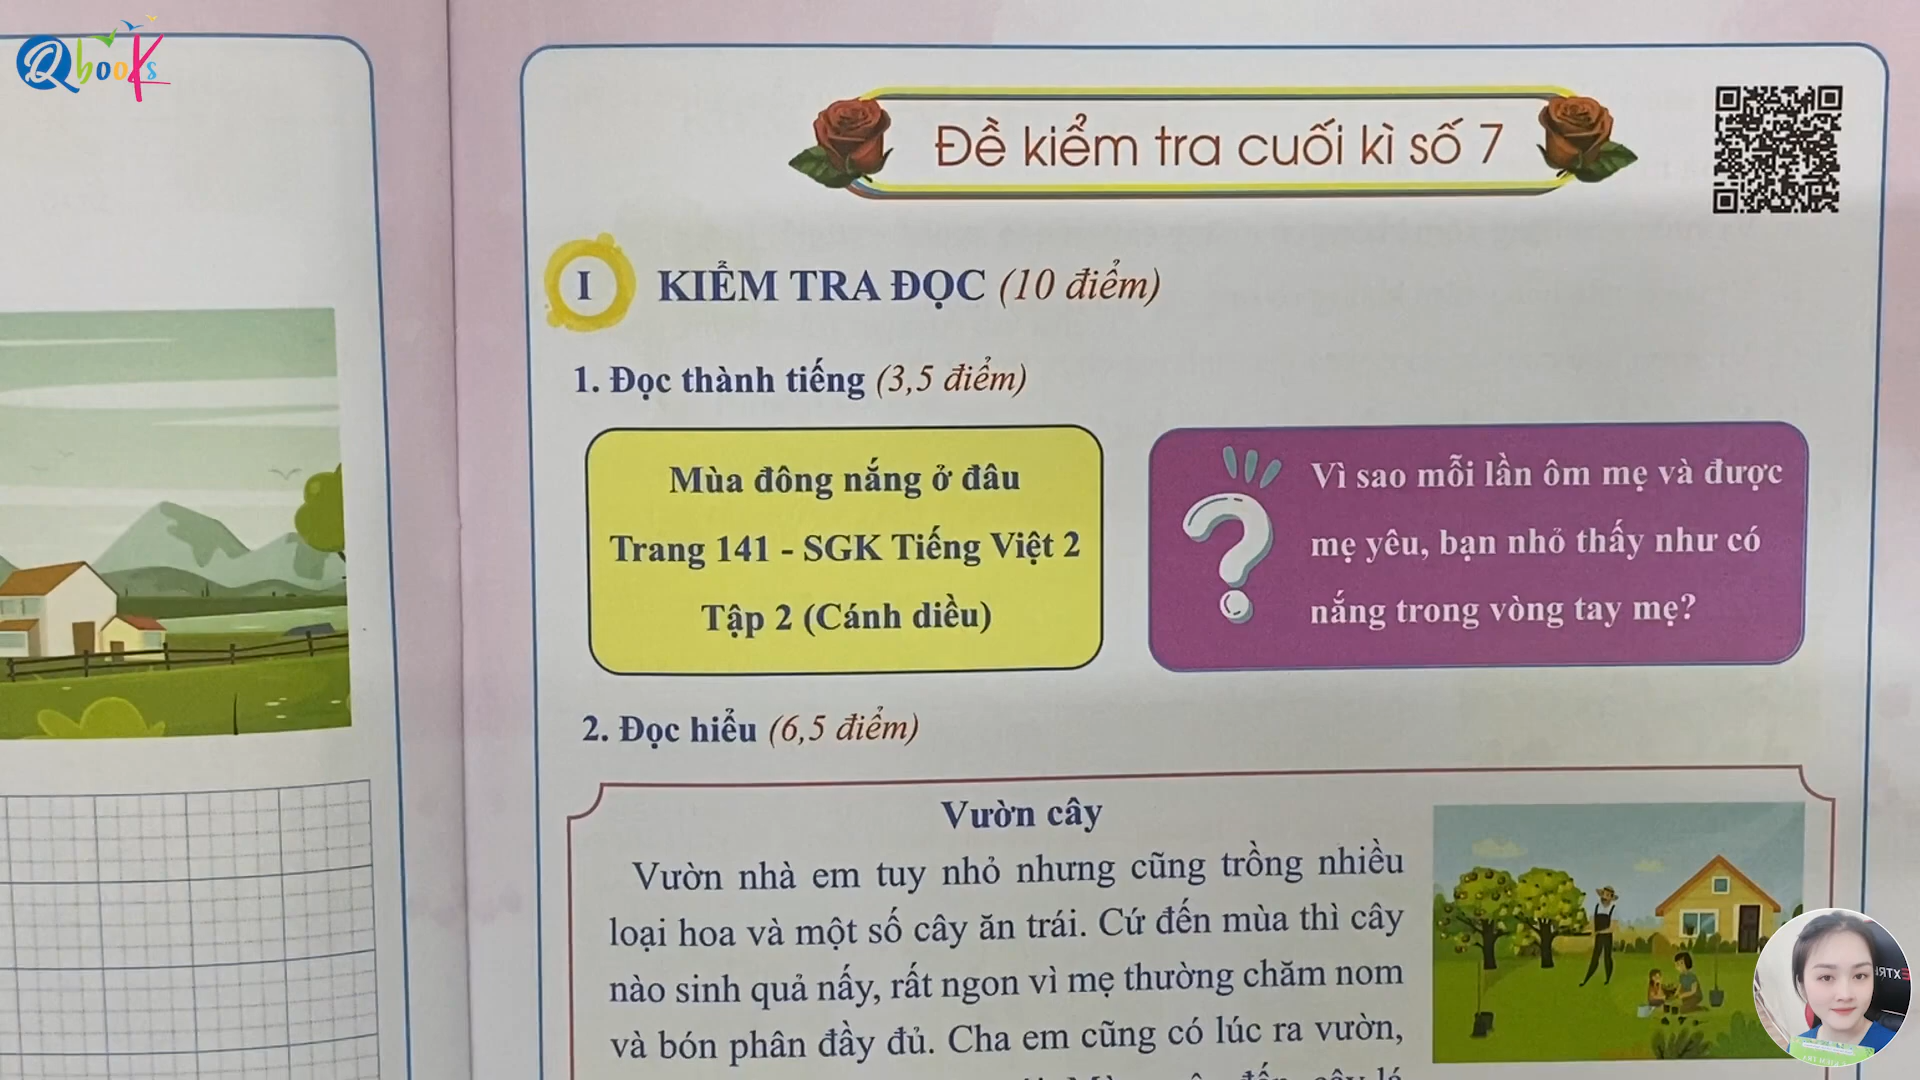 Qbooks
Đề kiểm tra cuối kì số 7
I KIỂM TRA ĐỌC (10 điểm)
1. Đọc thành tiếng (3,5 điểm)
Mùa đông nắng ở đâu
Trang 141 - SGK Tiếng Việt 2
Tập 2 (Cánh diều)
Vì sao mỗi lần ôm mẹ và được
mẹ yêu, bạn nhỏ thấy như có
nắng trong vòng tay mẹ?
2. Đọc hiểu (6,5 điểm)
Vườn cây
Vườn nhà em tuy nhỏ nhưng cũng trồng nhiều
loại hoa và một số cây ăn trái. Cứ đến mùa thì cây
nào sinh quả nấy, rất ngon vì mẹ thường chăm nom
và bón phân đầy đủ. Cha em cũng có lúc ra vườn,